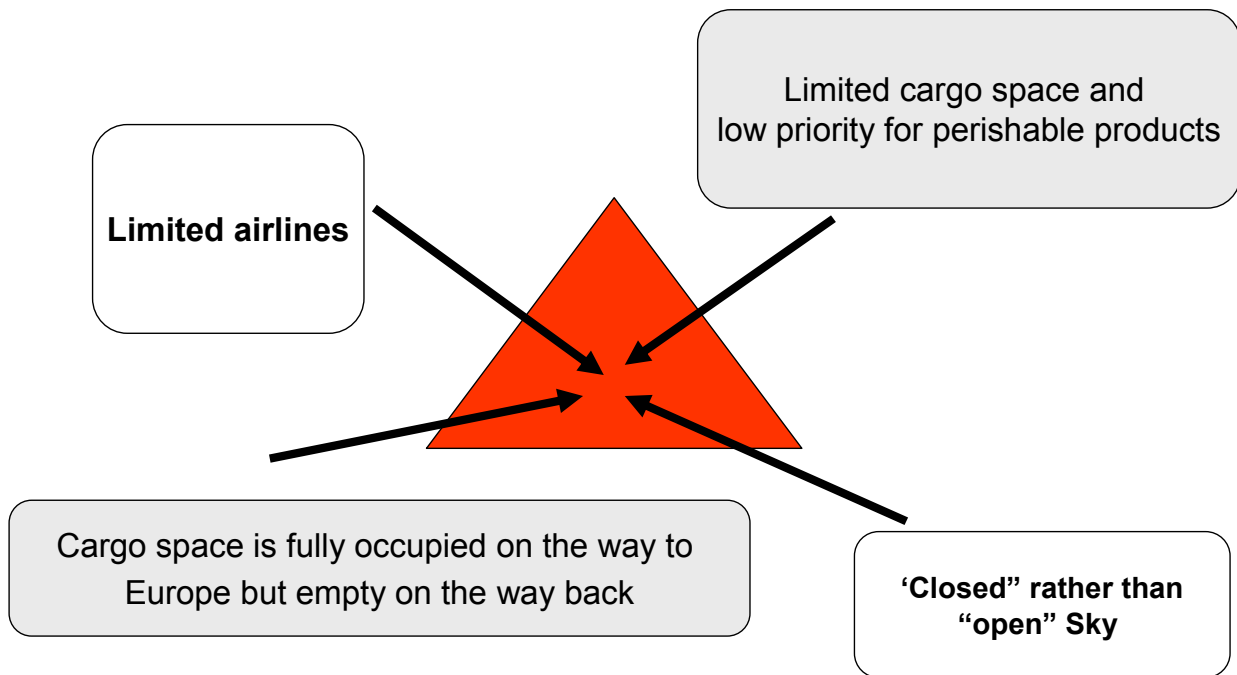 Limited cargo space and
low priority for perishable products
Limited airlines
Cargo space is fully occupied on the way to
Europe but empty on the way back
‘Closed” rather than
“open” Sky